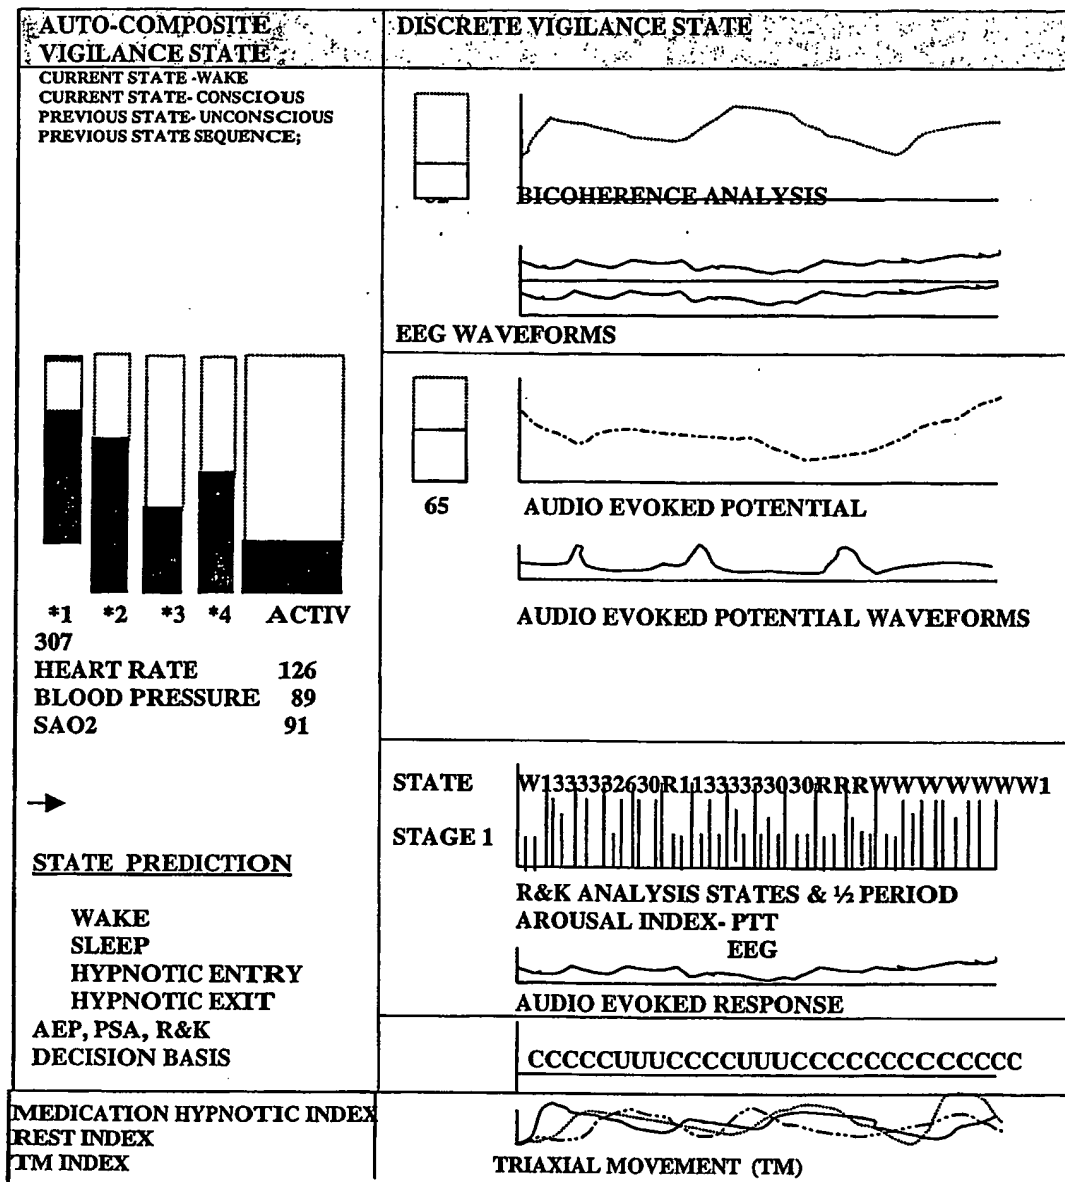 AUTO-COMPOSITE
VIGILANCE STATE
CURRENT STATE -WAKE
CURRENT STATE- CONSCIOUS
PREVIOUS STATE- UNCONSCIOUS
PREVIOUS STATE SEQUENCE;
*1 *2 *3 *4 ACTIV
307
HEART RATE 126
BLOOD PRESSURE 89
SAO2 91
STATE PREDICTION
WAKE
SLEEP
HYPNOTIC ENTRY
HYPNOTIC EXIT
AEP, PSA, R&K
DECISION BASIS
MEDICATION HYPNOTIC INDEX
REST INDEX
TM INDEX
DISCRETE VIGILANCE STATE
BICOHERENCE ANALYSIS
EEG WAVEFORMS
65
AUDIO EVOKED POTENTIAL
AUDIO EVOKED POTENTIAL WAVEFORMS
STATE W1333332630R11333333030RRRWWWWWWWW1
STAGE 1
R&K ANALYSIS STATES & ½ PERIOD
AROUSAL INDEX- PTT
EEG
AUDIO EVOKED RESPONSE
CCCCCUUUCCCCUUUCCCCCCCCCCCCCC
TRIAXIAL MOVEMENT (TM)